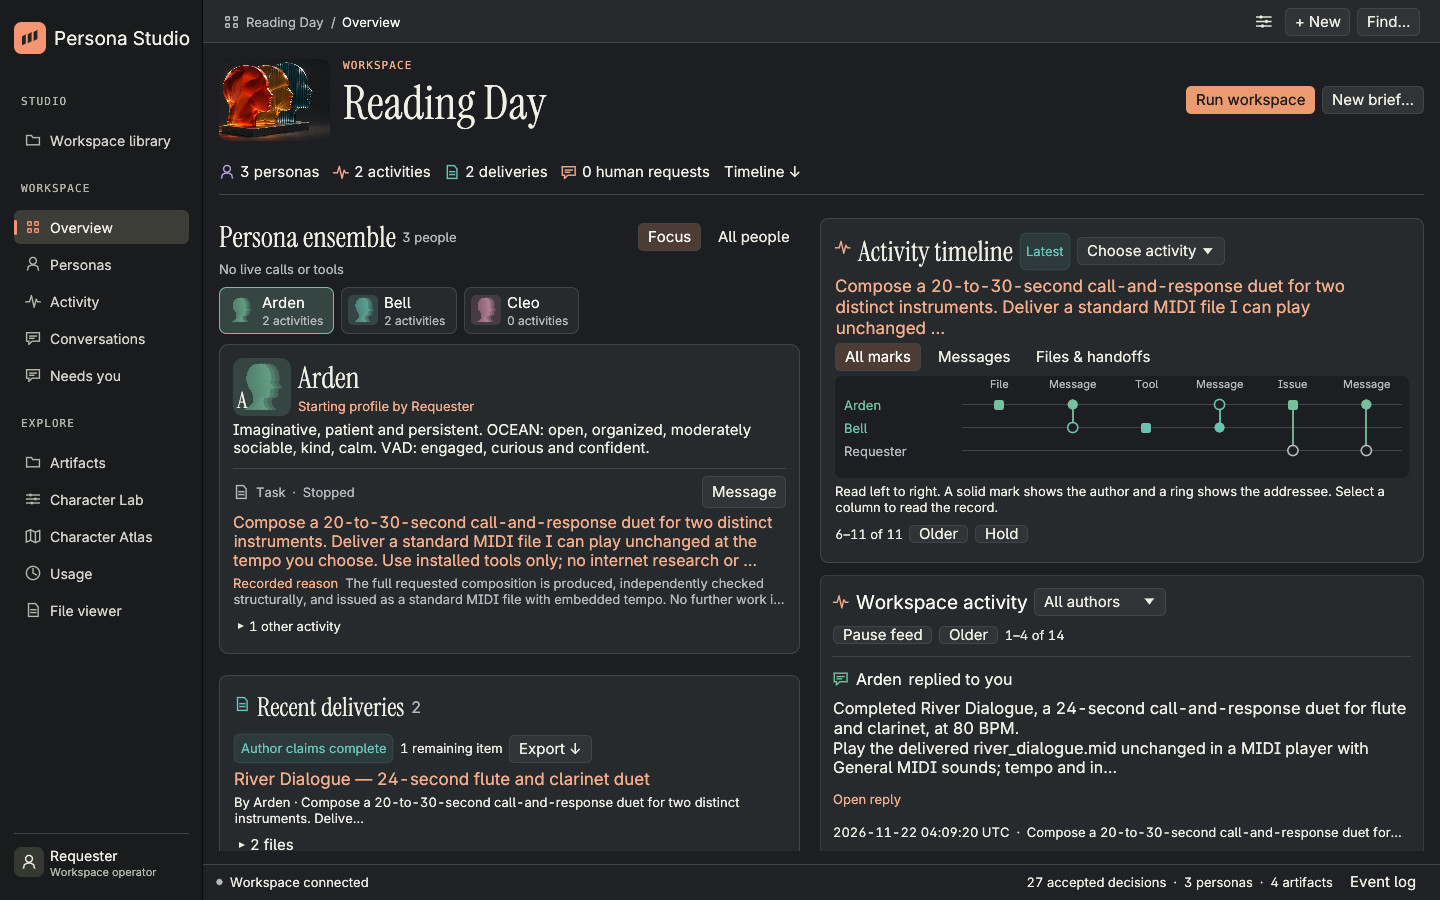 Persona Studio
STUDIO
Workspace library
WORKSPACE
Overview
Personas
Activity
Conversations
Needs you
EXPLORE
Artifacts
Character Lab
Character Atlas
Usage
File viewer
Requester
Workspace operator
Reading Day / Overview
+ New
Find...
WORKSPACE
Reading Day
Run workspace
New brief...
3 personas
2 activities
2 deliveries
0 human requests
Timeline ↓
Persona ensemble 3 people
Focus
All people
No live calls or tools
Arden
2 activities
Bell
2 activities
Cleo
0 activities
A
Arden
Starting profile by Requester
Imaginative, patient and persistent. OCEAN: open, organized, moderately
sociable, kind, calm. VAD: engaged, curious and confident.
Task · Stopped
Message
Compose a 20-to-30-second call-and-response duet for two distinct
instruments. Deliver a standard MIDI file I can play unchanged at the
tempo you choose. Use installed tools only; no internet research or ...
Recorded reason The full requested composition is produced, independently checked
structurally, and issued as a standard MIDI file with embedded tempo. No further work i...
▸ 1 other activity
Recent deliveries 2
Author claims complete
1 remaining item
Export ↓
River Dialogue — 24-second flute and clarinet duet
By Arden · Compose a 20-to-30-second call-and-response duet for two distinct
instruments. Delive...
▸ 2 files
Activity timeline
Latest
Choose activity ▼
Compose a 20-to-30-second call-and-response duet for two
distinct instruments. Deliver a standard MIDI file I can play
unchanged ...
All marks
Messages
Files & handoffs
File
Message
Tool
Message
Issue
Message
Arden
Bell
Requester
Read left to right. A solid mark shows the author and a ring shows the addressee. Select a
column to read the record.
6–11 of 11
Older
Hold
Workspace activity
All authors ▼
Pause feed
Older
1–4 of 14
Arden replied to you
Completed River Dialogue, a 24-second call-and-response duet for flute
and clarinet, at 80 BPM.
Play the delivered river_dialogue.mid unchanged in a MIDI player with
General MIDI sounds; tempo and in...
Open reply
2026-11-22 04:09:20 UTC · Compose a 20-to-30-second call-and-response duet for...
Workspace connected
27 accepted decisions · 3 personas · 4 artifacts
Event log